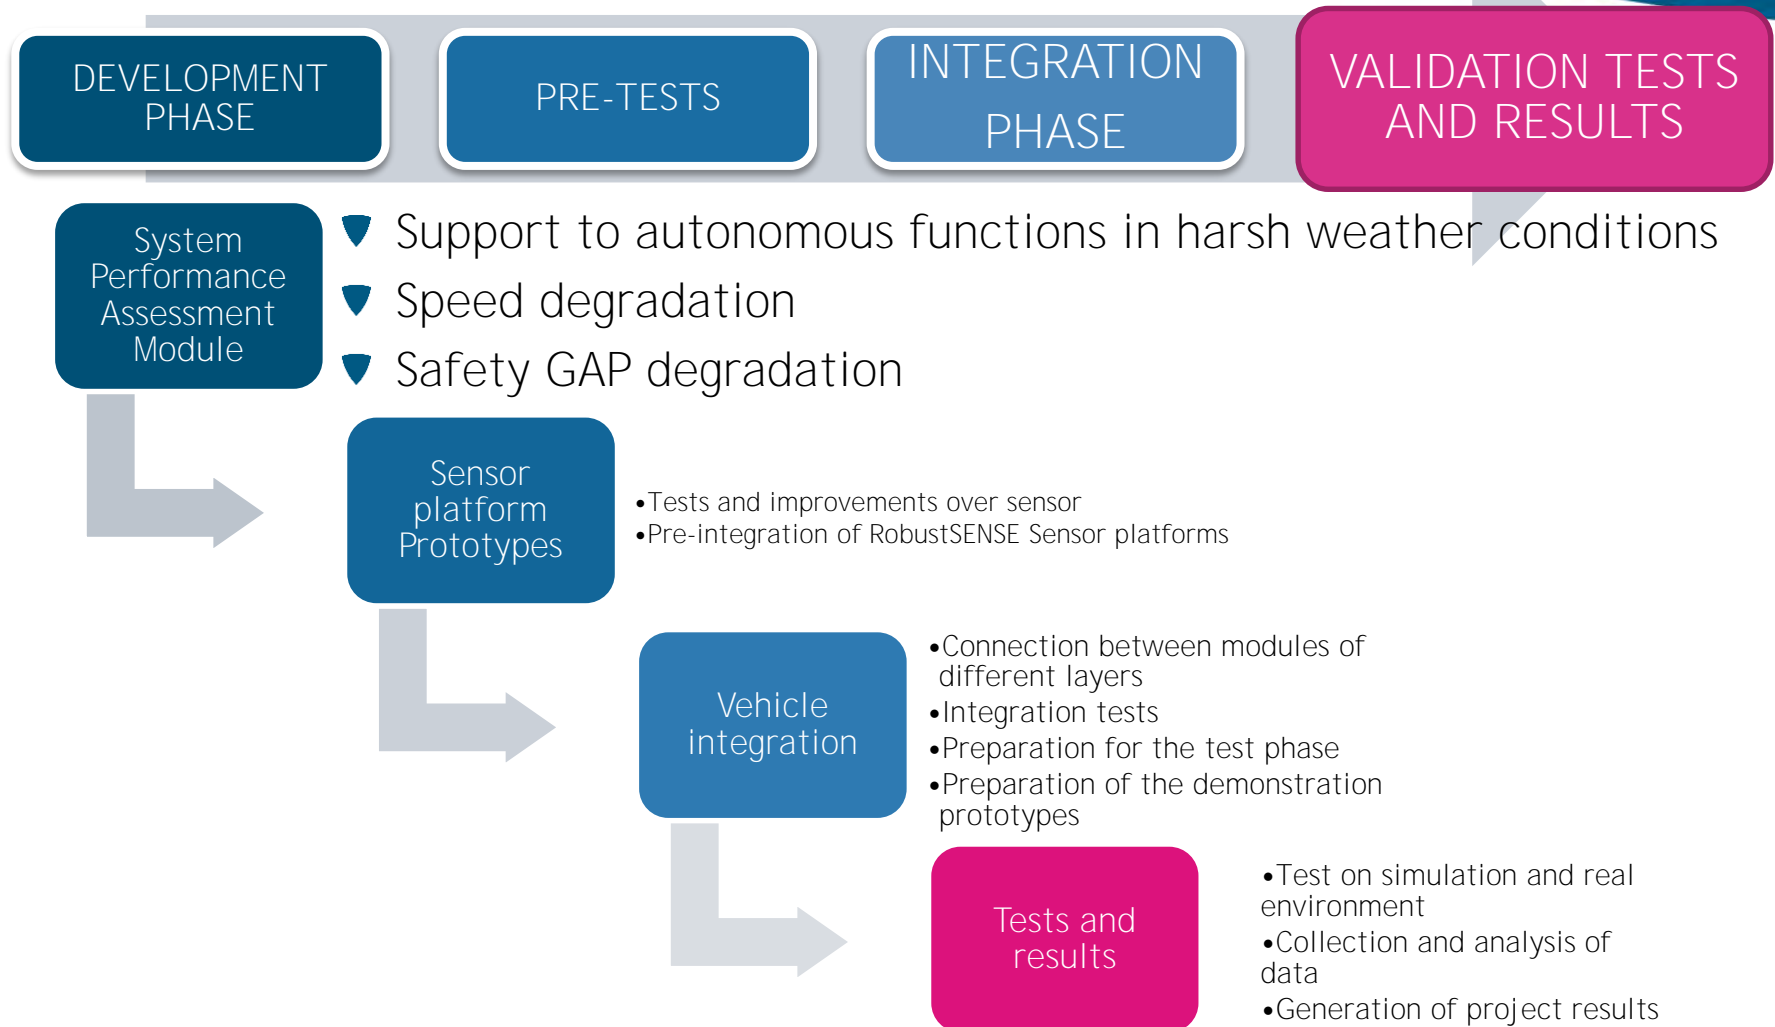 DEVELOPMENT
PHASE
PRE-TESTS
INTEGRATION
PHASE
VALIDATION TESTS
AND RESULTS
System
Performance
Assessment
Module
Support to autonomous functions in harsh weather conditions
Speed degradation
Safety GAP degradation
Sensor
platform
Prototypes
•Tests and improvements over sensor
•Pre-integration of RobustSENSE Sensor platforms
Vehicle
integration
•Connection between modules of
different layers
•Integration tests
•Preparation for the test phase
•Preparation of the demonstration
prototypes
Tests and
results
•Test on simulation and real
environment
•Collection and analysis of
data
•Generation of project results